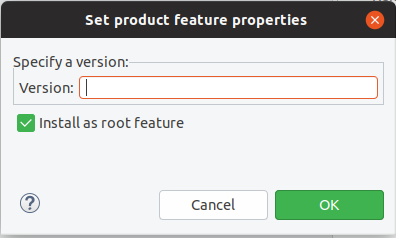 Set product feature properties
Specify a version:
Version:
Install as root feature
?
Cancel
OK